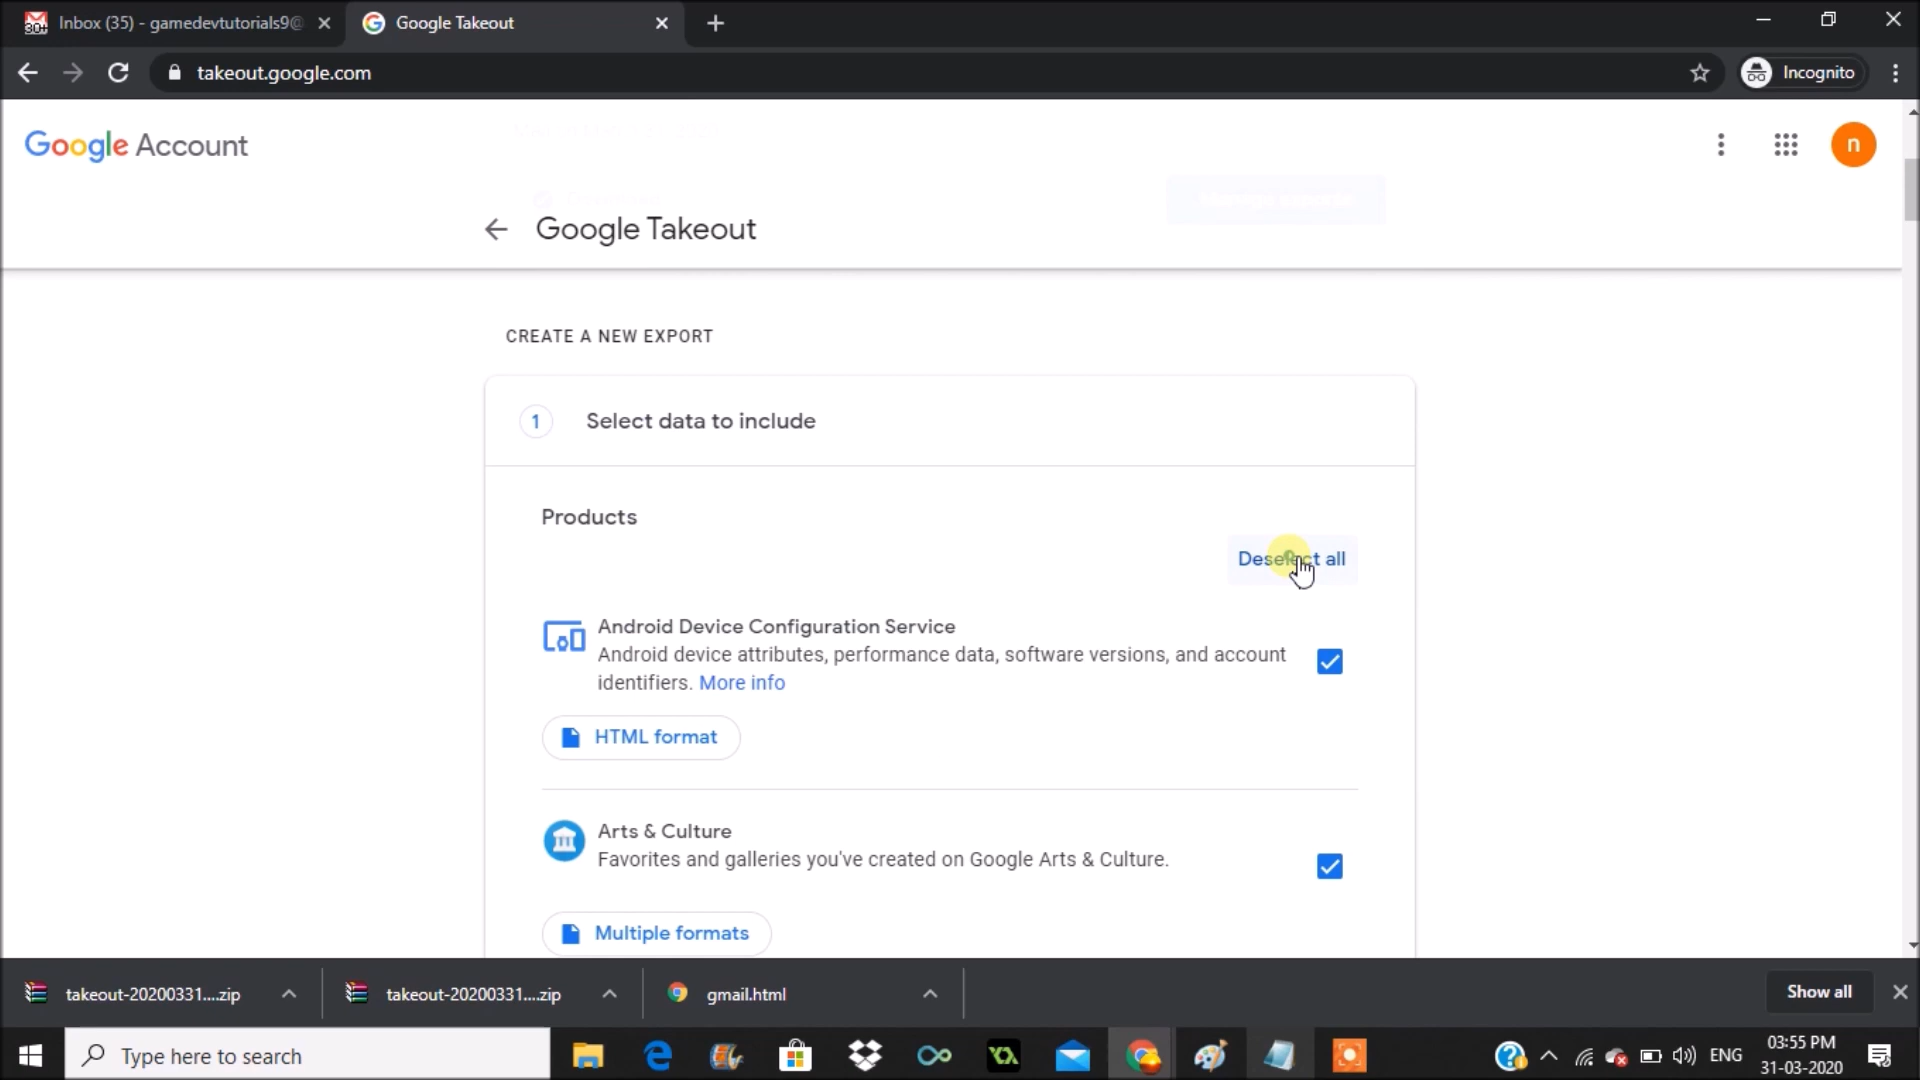 Inbox (35) - gamedevtutorials9@
Google Takeout
takeout.google.com
Incognito
Google Account
n
Google Takeout
CREATE A NEW EXPORT
1 Select data to include
Products
Deselect all
Android Device Configuration Service
Android device attributes, performance data, software versions, and account
identifiers. More info
HTML format
Arts & Culture
Favorites and galleries you've created on Google Arts & Culture.
Multiple formats
takeout-20200331....zip
takeout-20200331....zip
gmail.html
Show all
Type here to search
ENG
03:55 PM
31-03-2020